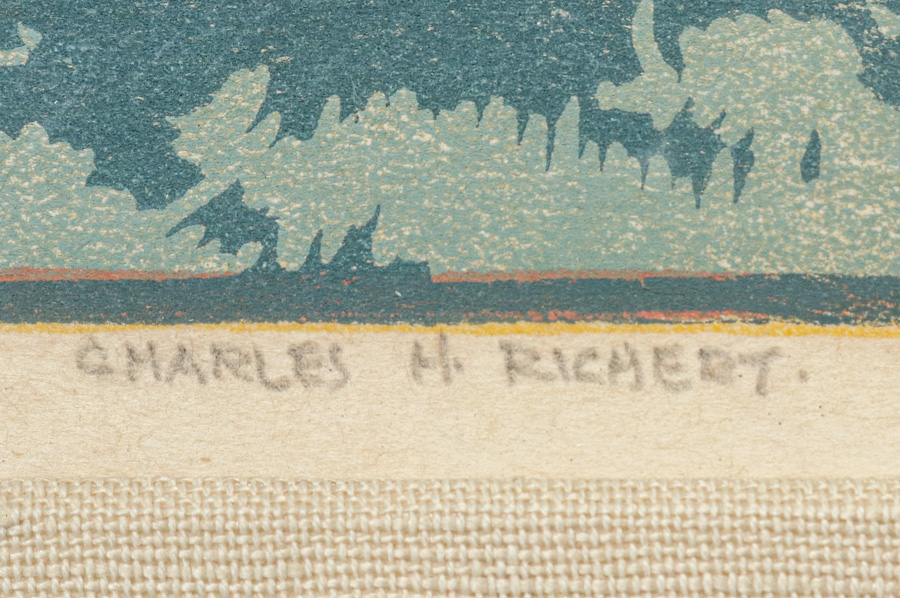 CHARLES H. RICHERT.